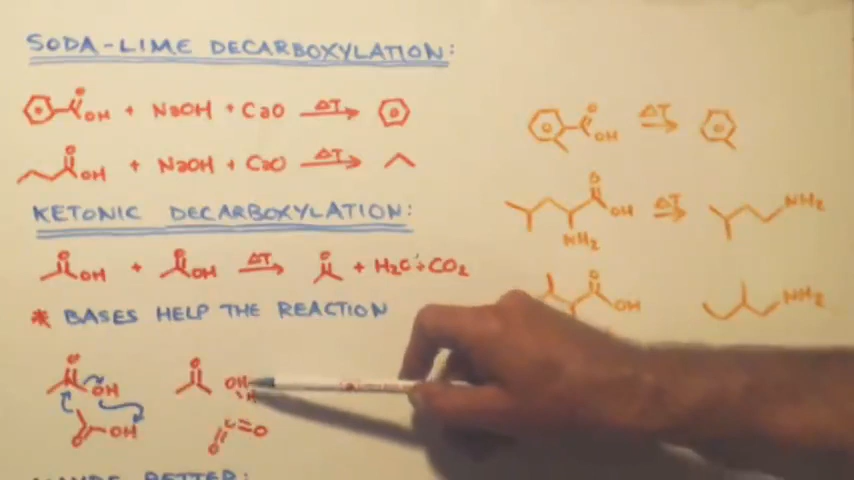 SODA-LIME DECARBOXYLATION:
O
OH + NaOH + CaO ΔT
O
OH + NaOH + CaO ΔT
KETONIC DECARBOXYLATION:
O OH + O OH ΔT O + H2O + CO2
* BASES HELP THE REACTION
O OH
O OH
O OH H
O C O
O OH ΔT
O OH NH2 ΔT NH2
O OH NH2